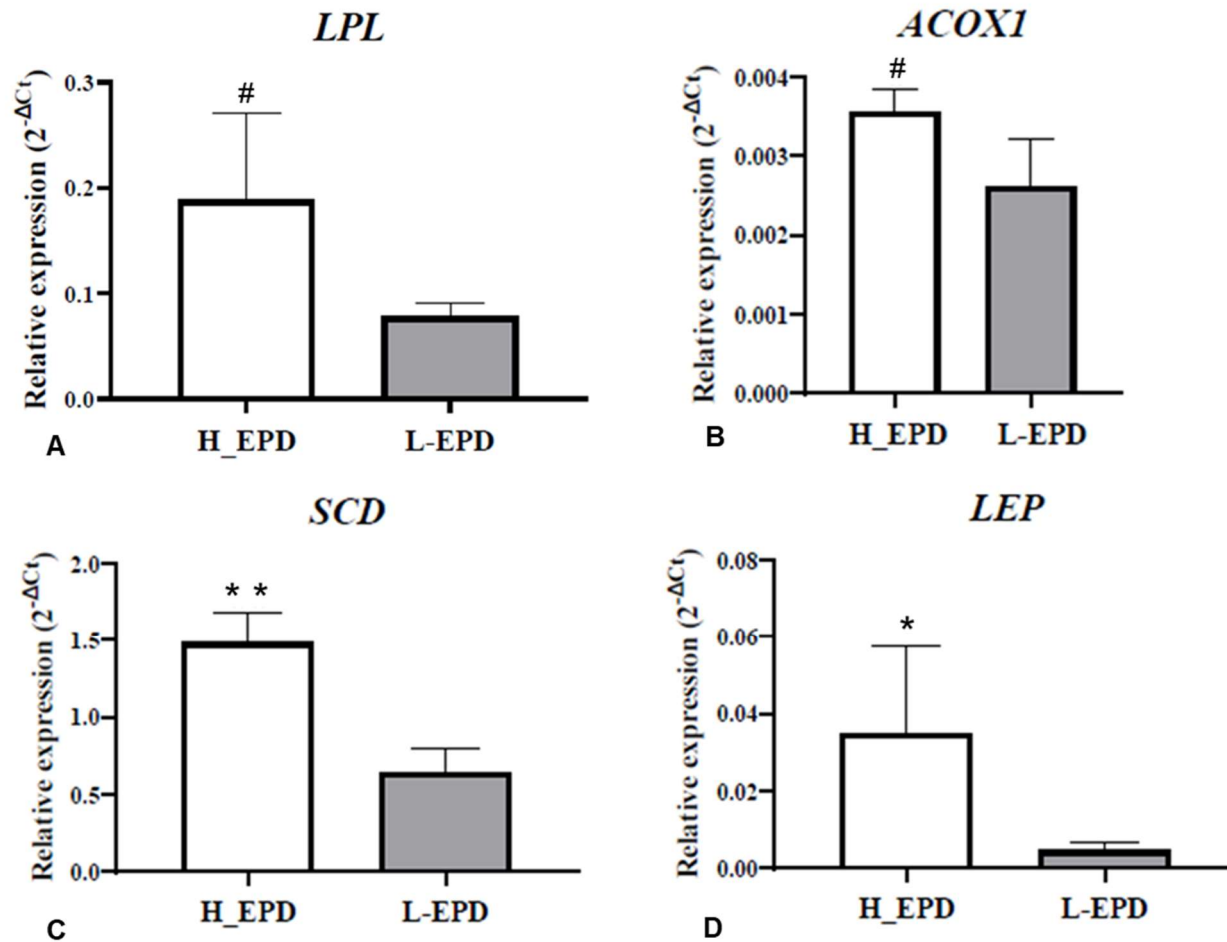 LPL
Relative expression (2^-ΔCt)
0.3
#
0.2
0.1
0.0
H_EPD
L-EPD
A
ACOX1
Relative expression (2^-ΔCt)
0.004
#
0.003
0.002
0.001
0.000
H_EPD
L-EPD
B
SCD
Relative expression (2^-ΔCt)
2.0
* *
1.5
1.0
0.5
0.0
H_EPD
L-EPD
C
LEP
Relative expression (2^-ΔCt)
0.08
*
0.06
0.04
0.02
0.00
H_EPD
L-EPD
D